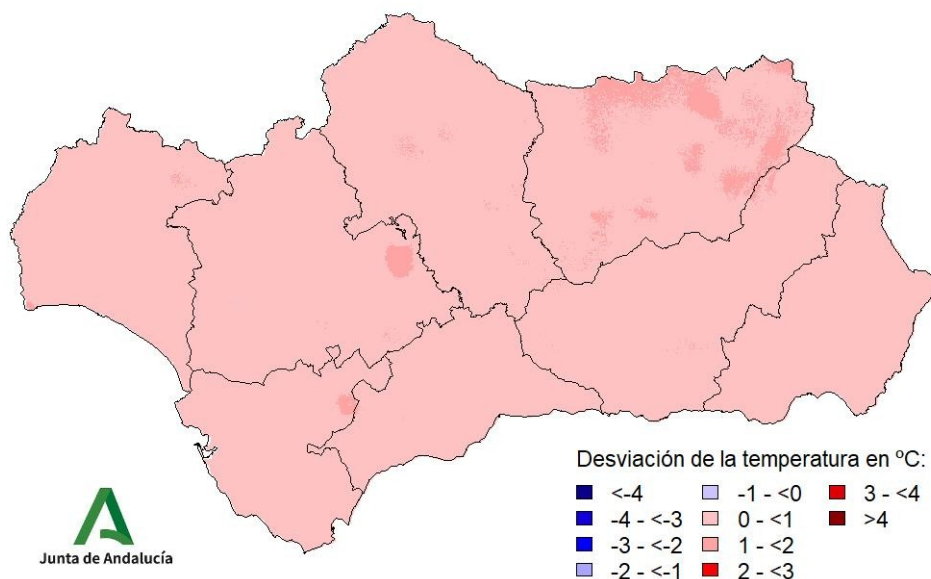 Desviación de la temperatura en ºC:
<-4 -1 - <0 3 - <4
-4 - <-3 0 - <1 >4
-3 - <-2 1 - <2
-2 - <-1 2 - <3
Junta de Andalucía